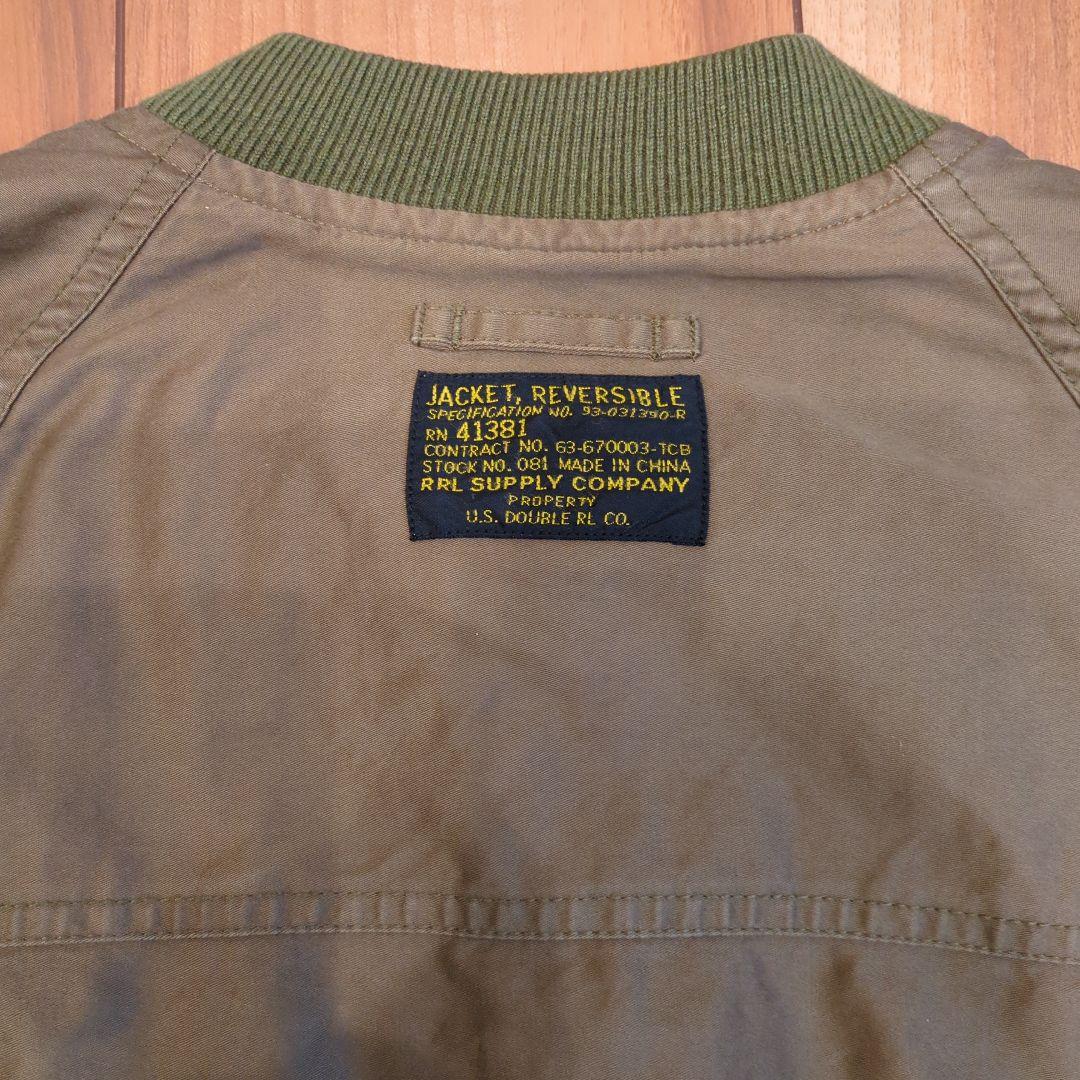 JACKET, REVERSIBLE
SPECIFICATION NO. 93-031390-R
RN 41381
CONTRACT NO. 63-670003-TCB
STOCK NO. 081 MADE IN CHINA
RRL SUPPLY COMPANY
PROPERTY
U.S. DOUBLE RL CO.